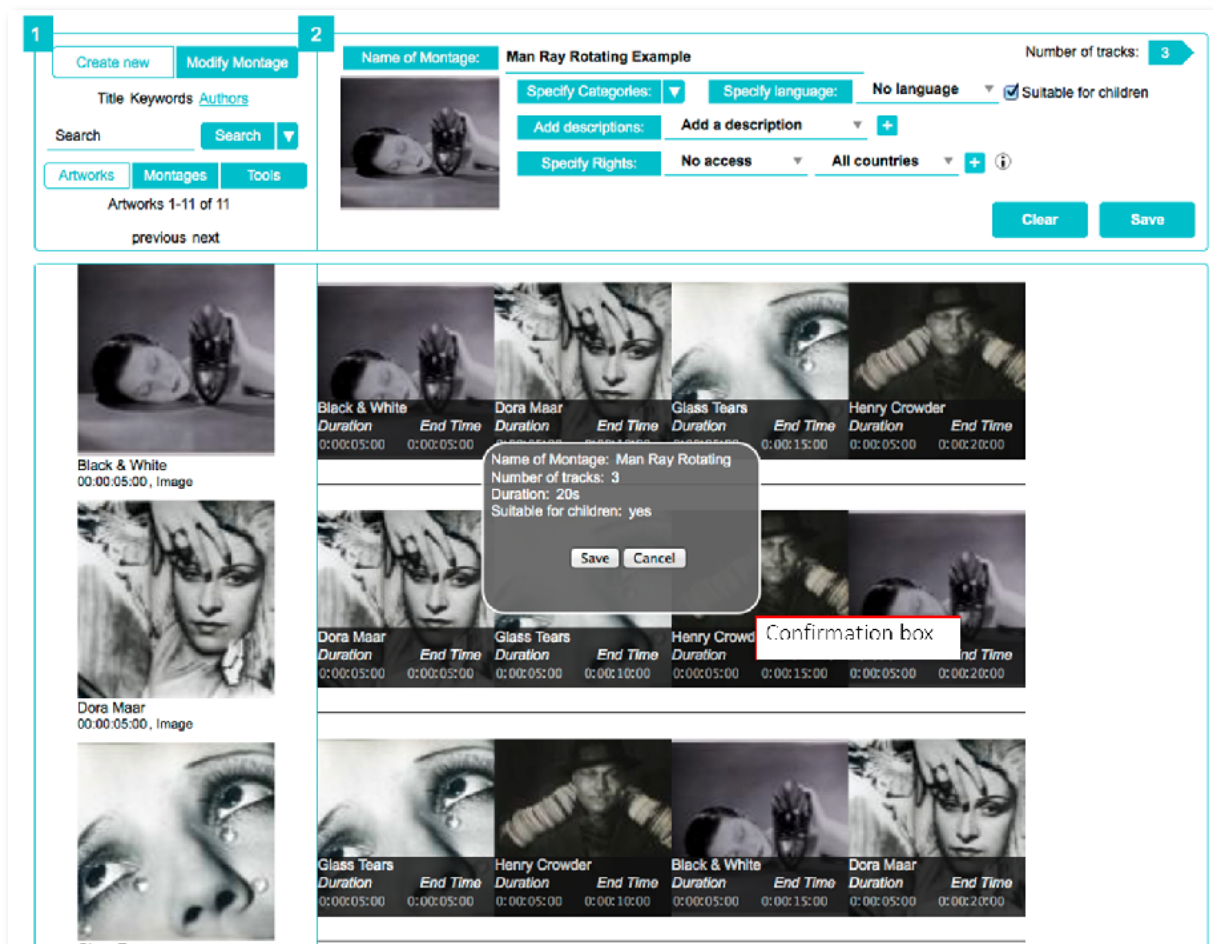 1
2
Create new Modify Montage
Title Keywords Authors
Search Search
Artworks Montages Tools
Artworks 1-11 of 11
previous next
Name of Montage: Man Ray Rotating Example
Number of tracks: 3
Specify Categories: Specify language: No language Suitable for children
Add descriptions: Add a description +
Specify Rights: No access All countries + i
Clear Save
Black & White
00:00:05:00, Image
Dora Maar
00:00:05:00, Image
Black & White Dora Maar Glass Tears Henry Crowder
Duration End Time Duration End Time Duration End Time Duration End Time
0:00:05:00 0:00:05:00 0:00:15:00 0:00:05:00 0:00:20:00
Name of Montage: Man Ray Rotating
Number of tracks: 3
Duration: 20s
Suitable for children: yes
Save Cancel
Confirmation box
Dora Maar Glass Tears Henry Crowd
Duration End Time Duration End Time Duration nd Time
0:00:05:00 0:00:05:00 0:00:05:00 0:00:10:00 0:00:05:00 0:00:15:00 0:00:05:00 0:00:20:00
Glass Tears Henry Crowder Black & White Dora Maar
Duration End Time Duration End Time Duration End Time Duration End Time
0:00:05:00 0:00:05:00 0:00:05:00 0:00:10:00 0:00:05:00 0:00:15:00 0:00:05:00 0:00:20:00